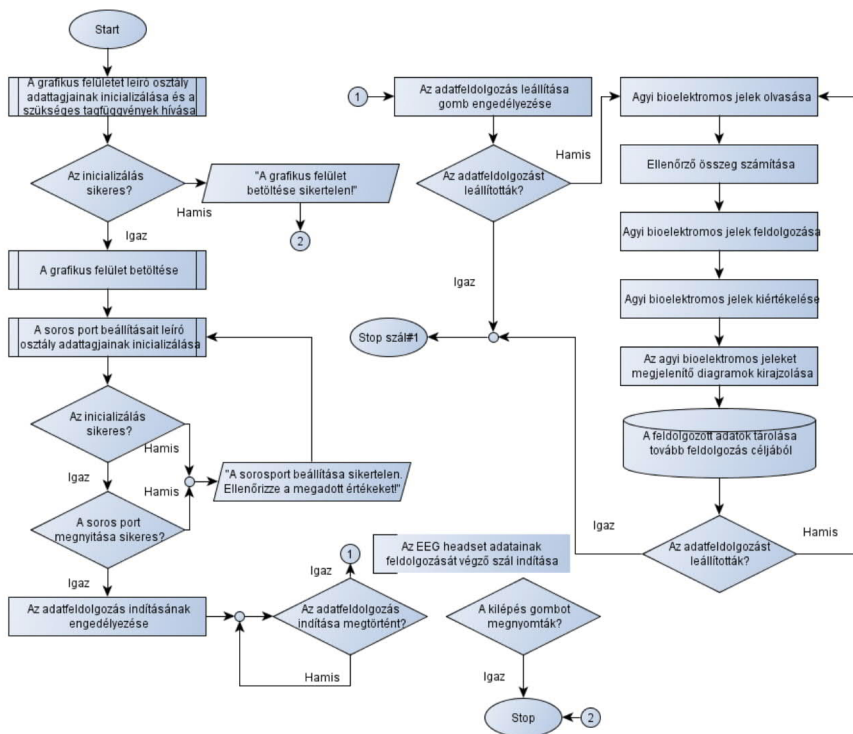 Start
A grafikus felületet leíró osztály
adattagjainak inicializálása és a
szükséges tagfüggvények hívása
Az inicializálás
sikeres?
Hamis
"A grafikus felület
betöltése sikertelen!"
2
Igaz
A grafikus felület betöltése
A soros port beállításait leíró
osztály adattagjainak inicializálása
Az inicializálás
sikeres?
Hamis
Igaz
Hamis
"A sorosport beállítása sikertelen.
Ellenőrizze a megadott értékeket!"
A soros port
megnyitása sikeres?
Igaz
Az adatfeldolgozás indításának
engedélyezése
Az adatfeldolgozás
indítása megtörtént?
Hamis
Igaz
1
Az EEG headset adatainak
feldolgozását végző szál indítása
A kilépés gombot
megnyomták?
Igaz
Stop
2
1
Az adatfeldolgozás leállítása
gomb engedélyezése
Az adatfeldolgozást
leállították?
Hamis
Igaz
Stop szál#1
Agyi bioelektromos jelek olvasása
Ellenőrző összeg számítása
Agyi bioelektromos jelek feldolgozása
Agyi bioelektromos jelek kiértékelése
Az agyi bioelektromos jeleket
megjelenítő diagramok kirajzolása
A feldolgozott adatok tárolása
tovább feldolgozás céljából
Az adatfeldolgozást
leállították?
Igaz
Hamis